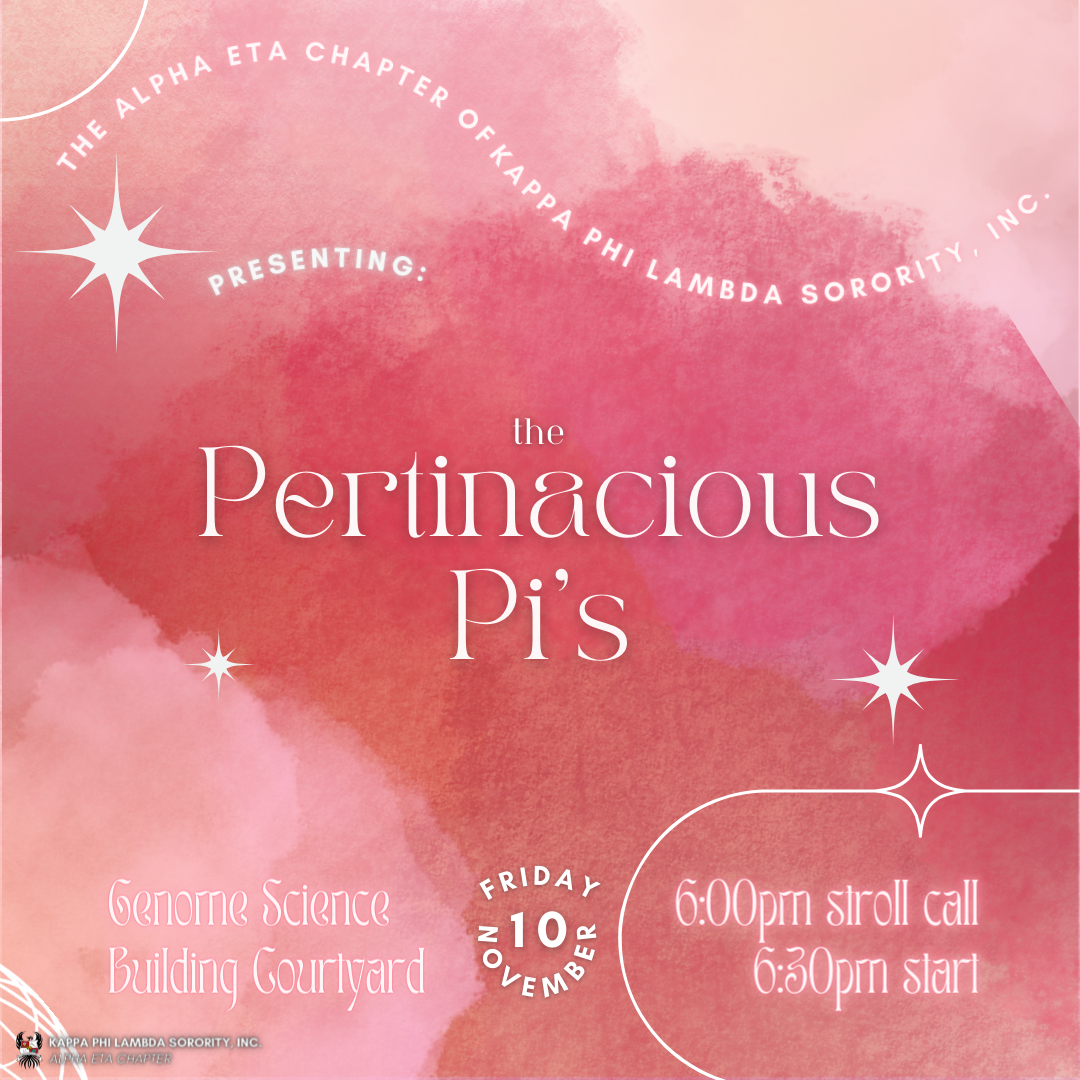 THE ALPHA ETA CHAPTER OF KAPPA PHI LAMBDA SORORITY, INC.
PRESENTING:
the
Pertinacious
Pi's
Genome Science
Building Courtyard
FRIDAY
10
NOVEMBER
6:00pm stroll call
6:30pm start
KAPPA PHI LAMBDA SORORITY, INC.
ALPHA ETA CHAPTER